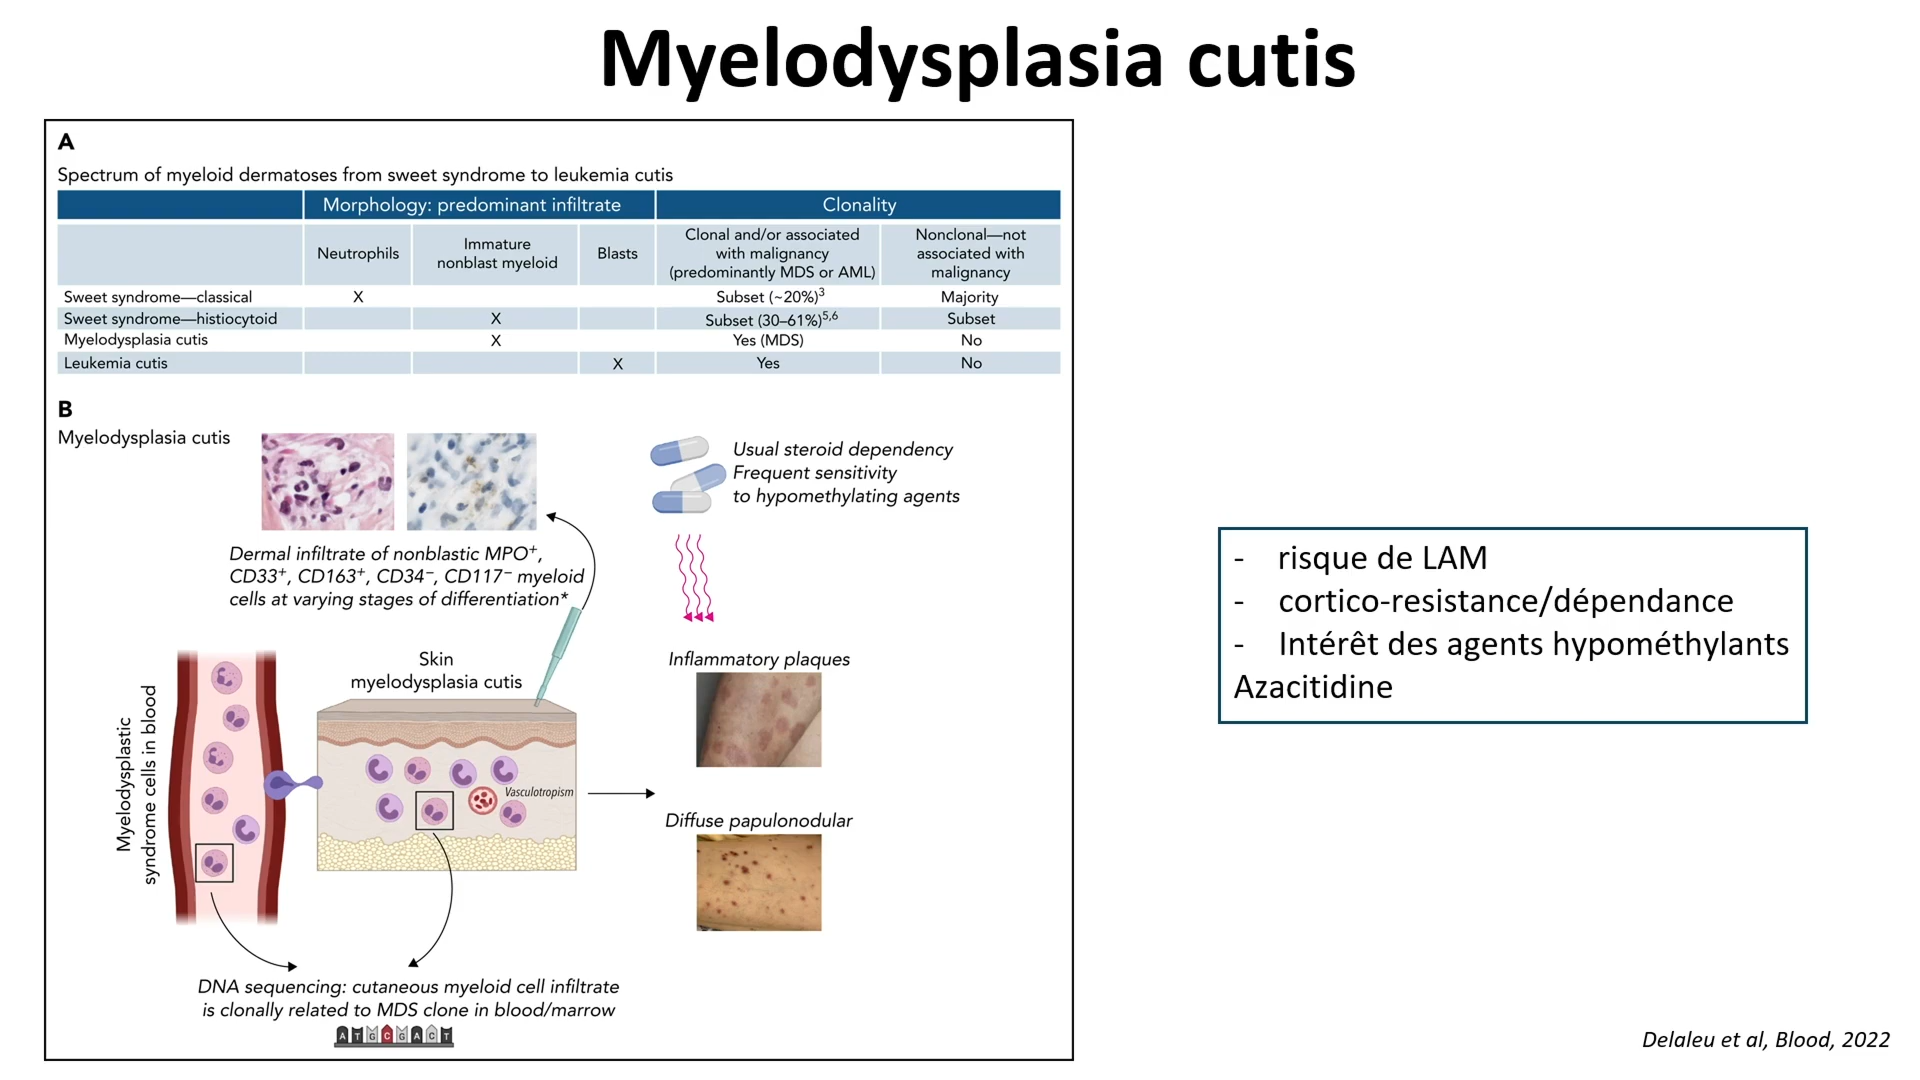 Myelodysplasia cutis
A
Spectrum of myeloid dermatoses from sweet syndrome to leukemia cutis
Morphology: predominant infiltrate
Clonality
Neutrophils
Immature
nonblast myeloid
Blasts
Clonal and/or associated
with malignancy
(predominantly MDS or AML)
Nonclonal—not
associated with
malignancy
Sweet syndrome—classical X Subset (~20%)³ Majority
Sweet syndrome—histiocytoid X Subset (30–61%)⁵,⁶ Subset
Myelodysplasia cutis X Yes (MDS) No
Leukemia cutis X Yes No
B
Myelodysplasia cutis
Usual steroid dependency
Frequent sensitivity
to hypomethylating agents
Dermal infiltrate of nonblastic MPO⁺,
CD33⁺, CD163⁺, CD34⁻, CD117⁻ myeloid
cells at varying stages of differentiation*
Myelodysplastic
syndrome cells in blood
Skin
myelodysplasia cutis
Vasculotropism
Inflammatory plaques
Diffuse papulonodular
DNA sequencing: cutaneous myeloid cell infiltrate
is clonally related to MDS clone in blood/marrow
A T G C G A C T
- risque de LAM
- cortico-resistance/dépendance
- Intérêt des agents hypométhylants
Azacitidine
Delaleu et al, Blood, 2022